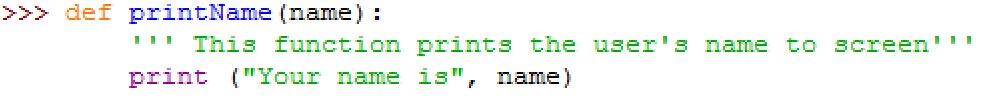 >>> def printName(name):
''' This function prints the user's name to screen'''
print ("Your name is", name)